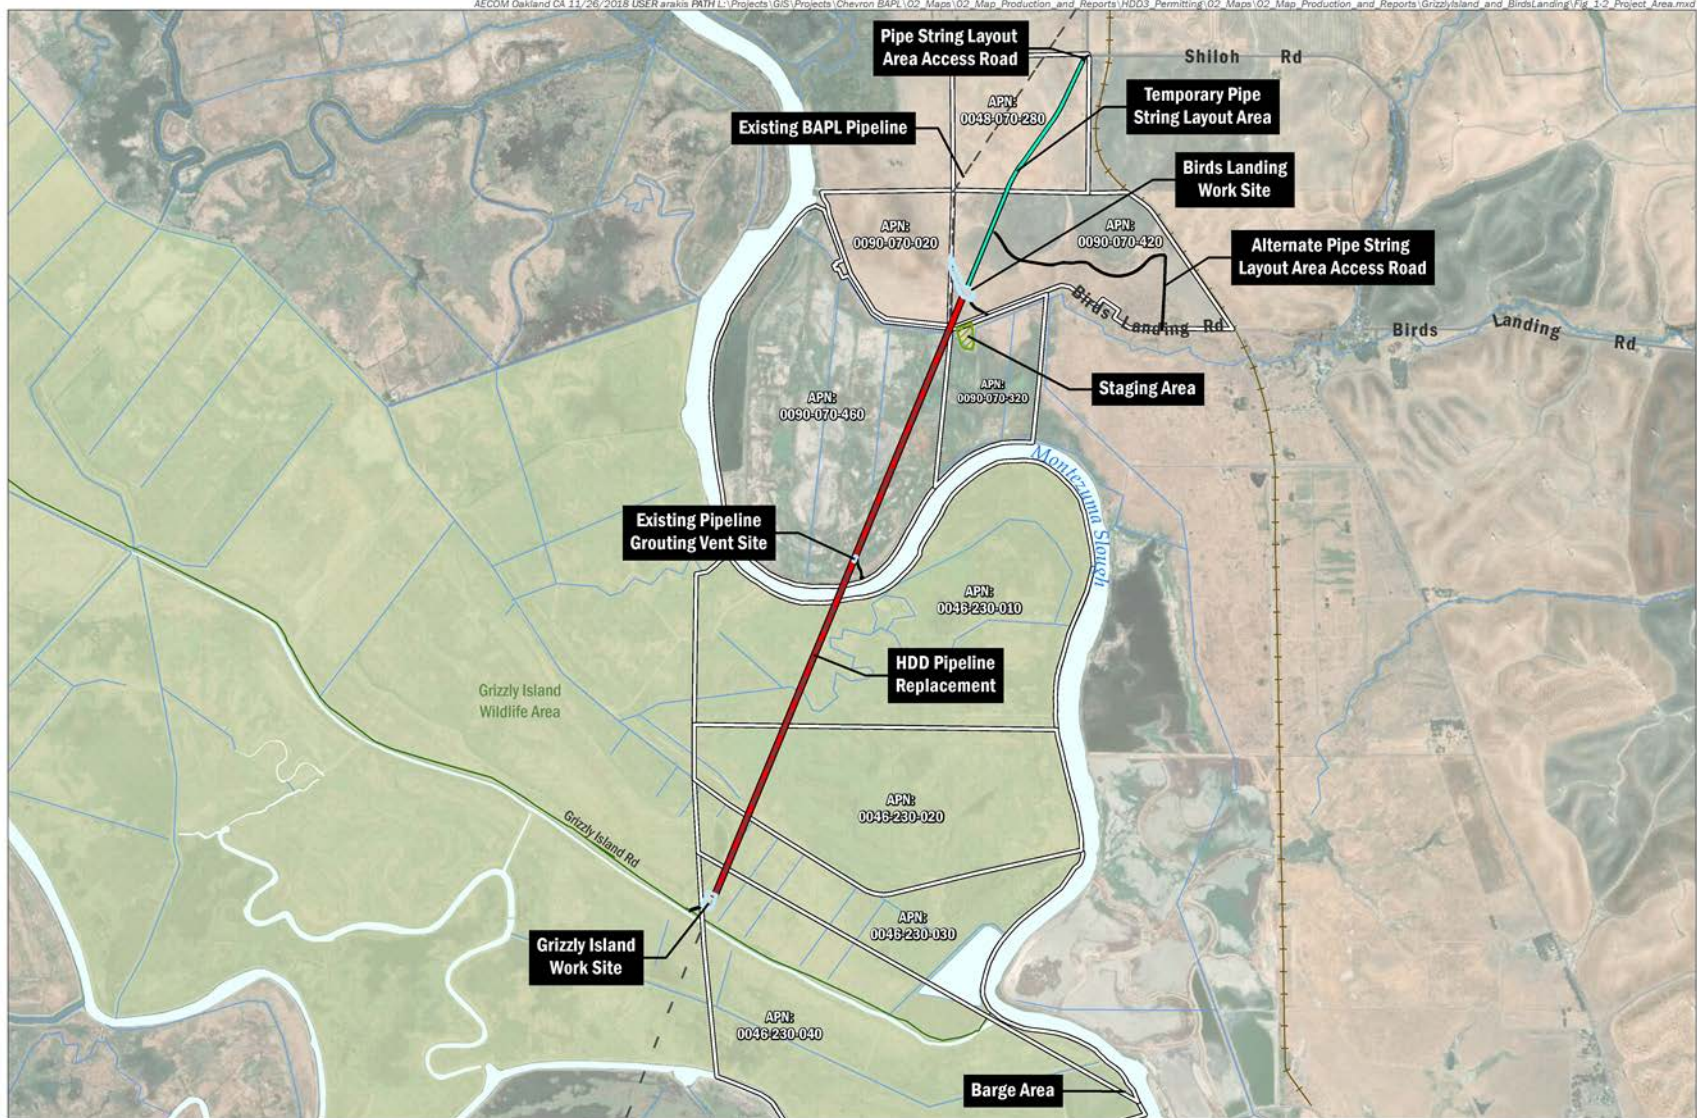 AECOM Oakland CA 11/26/2018 USER arakis PATH L:\Projects\GIS\Projects\Chevron BAPL\02_Maps\02_Map_Production_and_Reports\HDD3_Permitting\02_Maps\02_Map_Production_and_Reports\GrizzlyIsland_and_BirdsLanding\Fig_1-2_Project_Area.mxd
Pipe String Layout
Area Access Road
Shiloh Rd
APN:
0048-070-280
Temporary Pipe
String Layout Area
Existing BAPL Pipeline
Birds Landing
Work Site
APN:
0090-070-020
APN:
0090-070-420
Alternate Pipe String
Layout Area Access Road
Birds Landing Rd
Birds Landing Rd
APN:
0090-070-460
APN:
0090-070-320
Staging Area
Montezuma Slough
Existing Pipeline
Grouting Vent Site
APN:
0046-230-010
HDD Pipeline
Replacement
Grizzly Island
Wildlife Area
APN:
0046-230-020
Grizzly Island Rd
APN:
0046-230-030
Grizzly Island
Work Site
APN:
0046-230-040
Barge Area